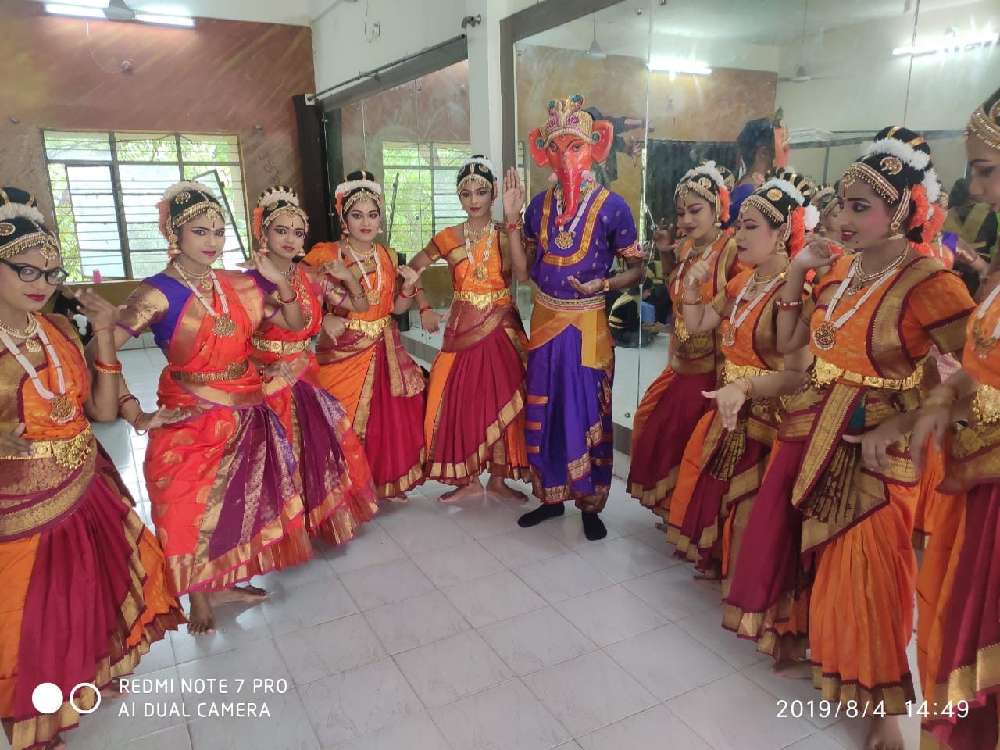 REDMI NOTE 7 PRO
AI DUAL CAMERA
2019/8/4 14:49